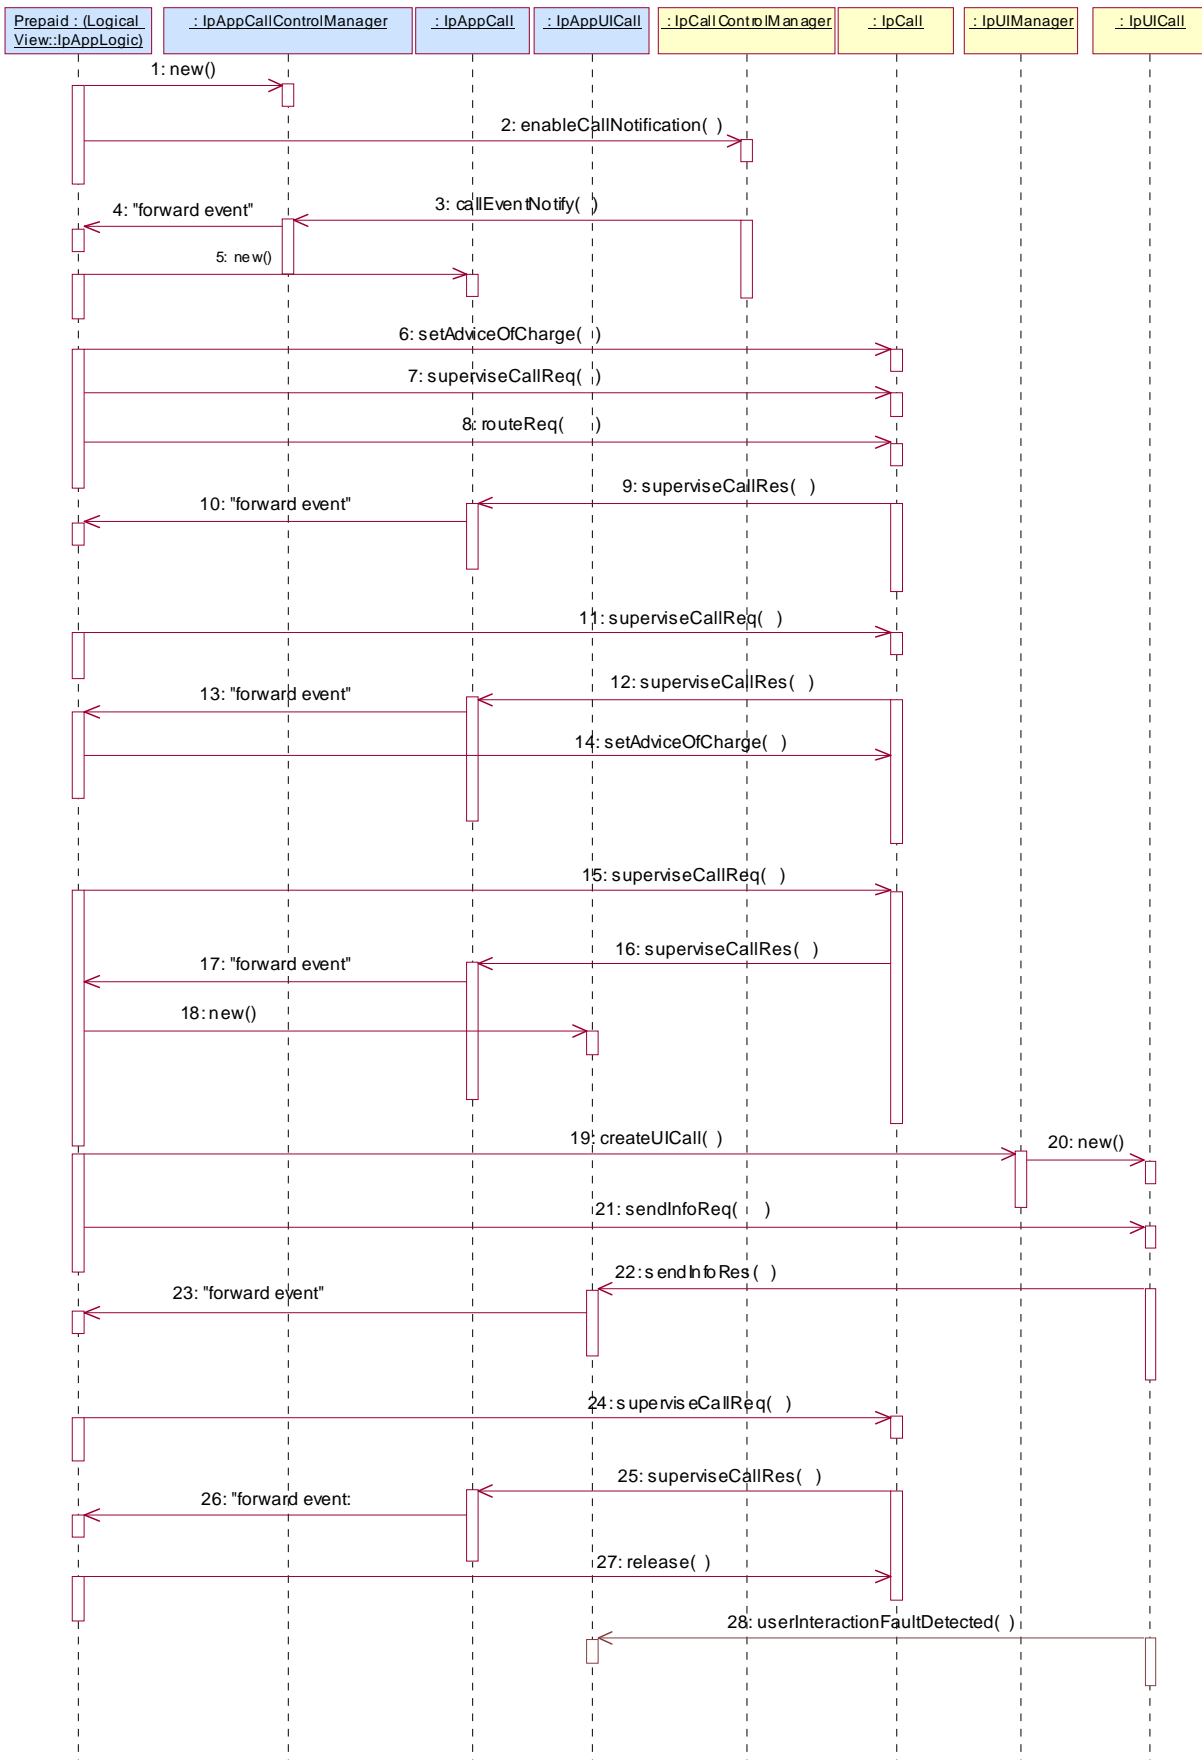 Prepaid : (Logical
View::IpAppLogic)
: IpAppCallControlManager
: IpAppCall
: IpAppUICall
: IpCallControlManager
: IpCall
: IpUIManager
: IpUICall
1: new()
2: enableCallNotification( )
3: callEventNotify( )
4: "forward event"
5: new()
6: setAdviceOfCharge( )
7: superviseCallReq( )
8: routeReq( )
9: superviseCallRes( )
10: "forward event"
11: superviseCallReq( )
12: superviseCallRes( )
13: "forward event"
14: setAdviceOfCharge( )
15: superviseCallReq( )
16: superviseCallRes( )
17: "forward event"
18: new()
19: createUICall( )
20: new()
21: sendInfoReq( )
22: sendInfoRes( )
23: "forward event"
24: superviseCallReq( )
25: superviseCallRes( )
26: "forward event:
27: release( )
28: userInteractionFaultDetected( )